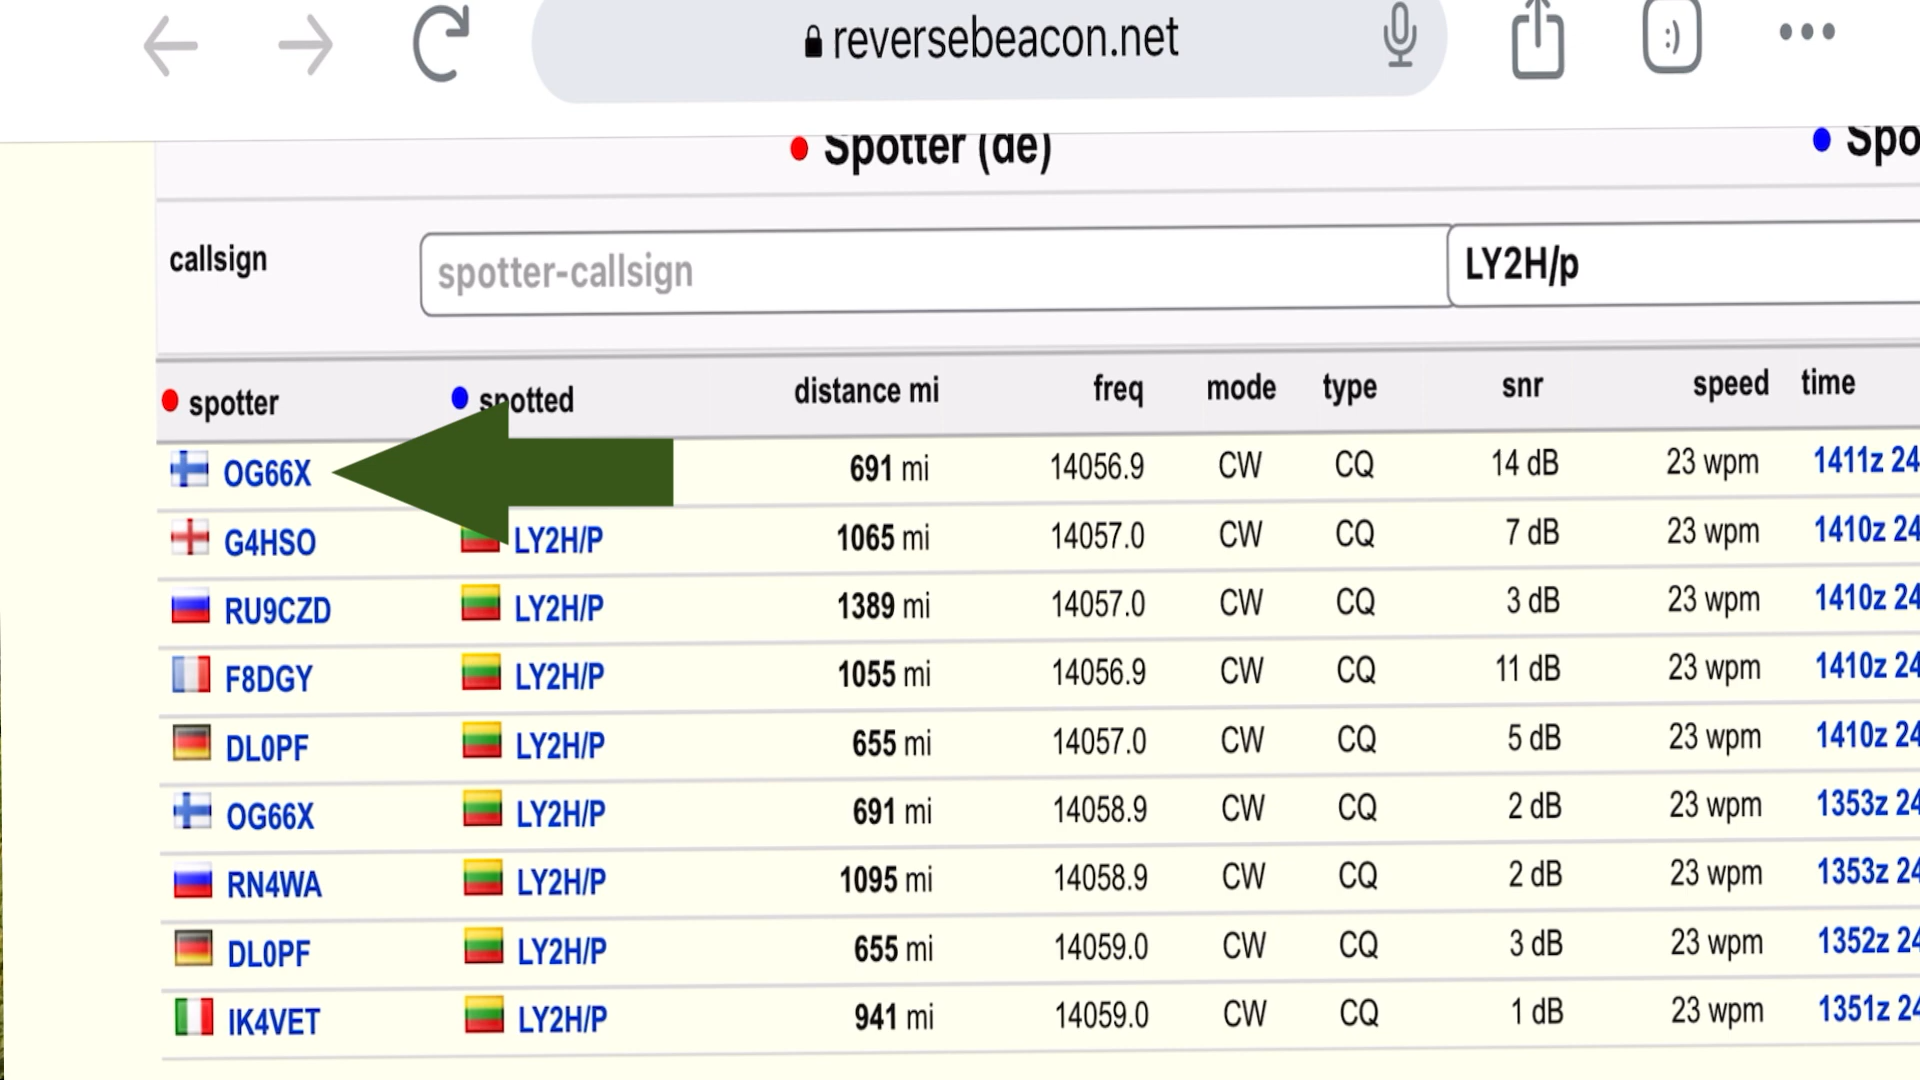 reversebeacon.net
Spotter (de) Spo
callsign spotter-callsign LY2H/p
spotter spotted distance mi freq mode type snr speed time
OG66X 691 mi 14056.9 CW CQ 14 dB 23 wpm 1411z 24
G4HSO LY2H/P 1065 mi 14057.0 CW CQ 7 dB 23 wpm 1410z 24
RU9CZD LY2H/P 1389 mi 14057.0 CW CQ 3 dB 23 wpm 1410z 24
F8DGY LY2H/P 1055 mi 14056.9 CW CQ 11 dB 23 wpm 1410z 24
DL0PF LY2H/P 655 mi 14057.0 CW CQ 5 dB 23 wpm 1410z 24
OG66X LY2H/P 691 mi 14058.9 CW CQ 2 dB 23 wpm 1353z 24
RN4WA LY2H/P 1095 mi 14058.9 CW CQ 2 dB 23 wpm 1353z 24
DL0PF LY2H/P 655 mi 14059.0 CW CQ 3 dB 23 wpm 1352z 24
IK4VET LY2H/P 941 mi 14059.0 CW CQ 1 dB 23 wpm 1351z 24